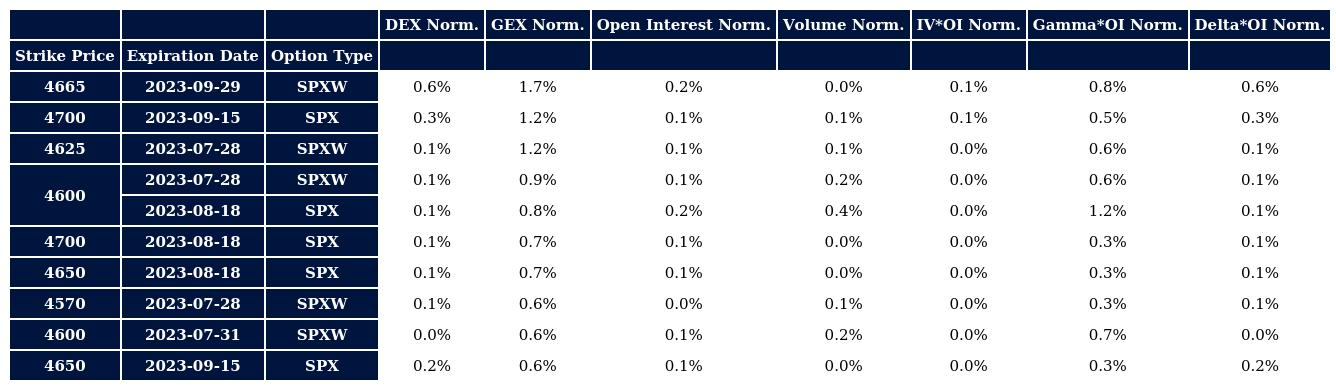 DEX Norm. GEX Norm. Open Interest Norm. Volume Norm. IV*OI Norm. Gamma*OI Norm. Delta*OI Norm.
Strike Price Expiration Date Option Type
4665 2023-09-29 SPXW 0.6% 1.7% 0.2% 0.0% 0.1% 0.8% 0.6%
4700 2023-09-15 SPX 0.3% 1.2% 0.1% 0.1% 0.1% 0.5% 0.3%
4625 2023-07-28 SPXW 0.1% 1.2% 0.1% 0.1% 0.0% 0.6% 0.1%
4600 2023-07-28 SPXW 0.1% 0.9% 0.1% 0.2% 0.0% 0.6% 0.1%
2023-08-18 SPX 0.1% 0.8% 0.2% 0.4% 0.0% 1.2% 0.1%
4700 2023-08-18 SPX 0.1% 0.7% 0.1% 0.0% 0.0% 0.3% 0.1%
4650 2023-08-18 SPX 0.1% 0.7% 0.1% 0.0% 0.0% 0.3% 0.1%
4570 2023-07-28 SPXW 0.1% 0.6% 0.0% 0.1% 0.0% 0.3% 0.1%
4600 2023-07-31 SPXW 0.0% 0.6% 0.1% 0.2% 0.0% 0.7% 0.0%
4650 2023-09-15 SPX 0.2% 0.6% 0.1% 0.0% 0.0% 0.3% 0.2%